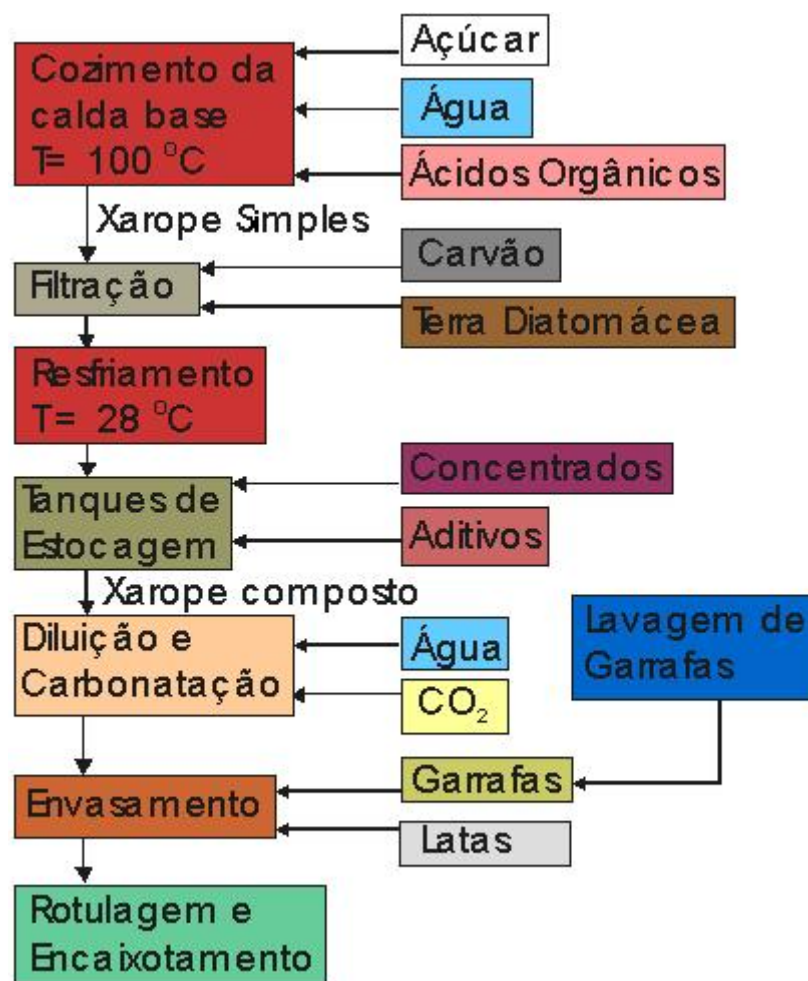 Açúcar
Cozimento da
calda base
T= 100 °C
Água
Ácidos Orgânicos
Xarope Simples
Carvão
Filtração
Terra Diatomácea
Resfriamento
T= 28 °C
Concentrados
Tanques de
Estocagem
Aditivos
Xarope composto
Diluição e
Carbonatação
Água
CO₂
Lavagem de
Garrafas
Garrafas
Envasamento
Latas
Rotulagem e
Encaixotamento